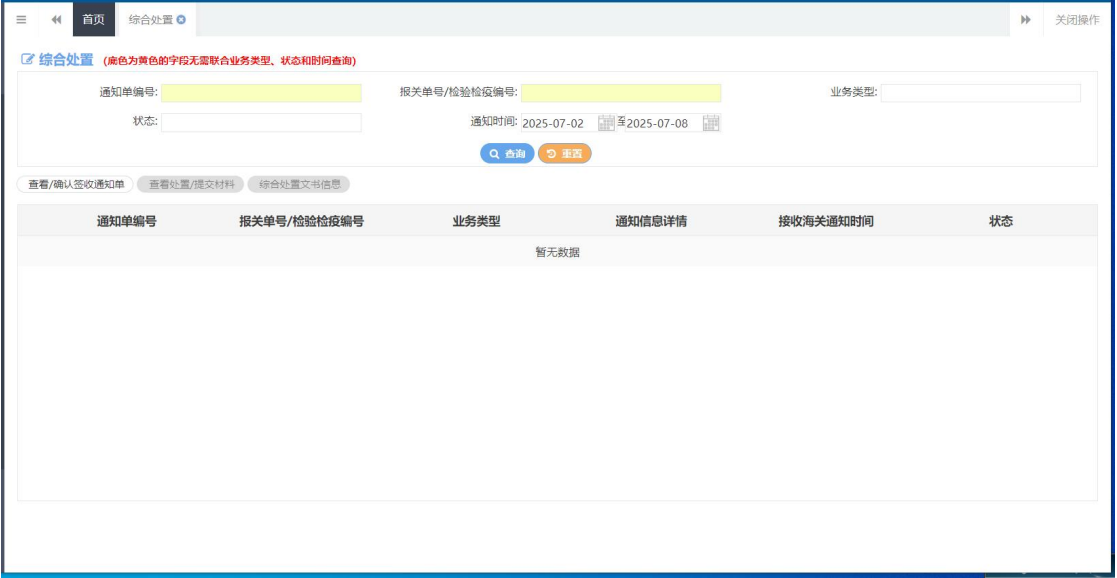 首页 综合处置 关闭操作
综合处置 (底色为黄色的字段无需联合业务类型、状态和时间查询)
通知单编号: 报关单号/检验检疫编号: 业务类型:
状态: 通知时间: 2025-07-02 至 2025-07-08
查询 重置
查看/确认签收通知单 查看处置/提交材料 综合处置文书信息
通知单编号 报关单号/检验检疫编号 业务类型 通知信息详情 接收海关通知时间 状态
暂无数据